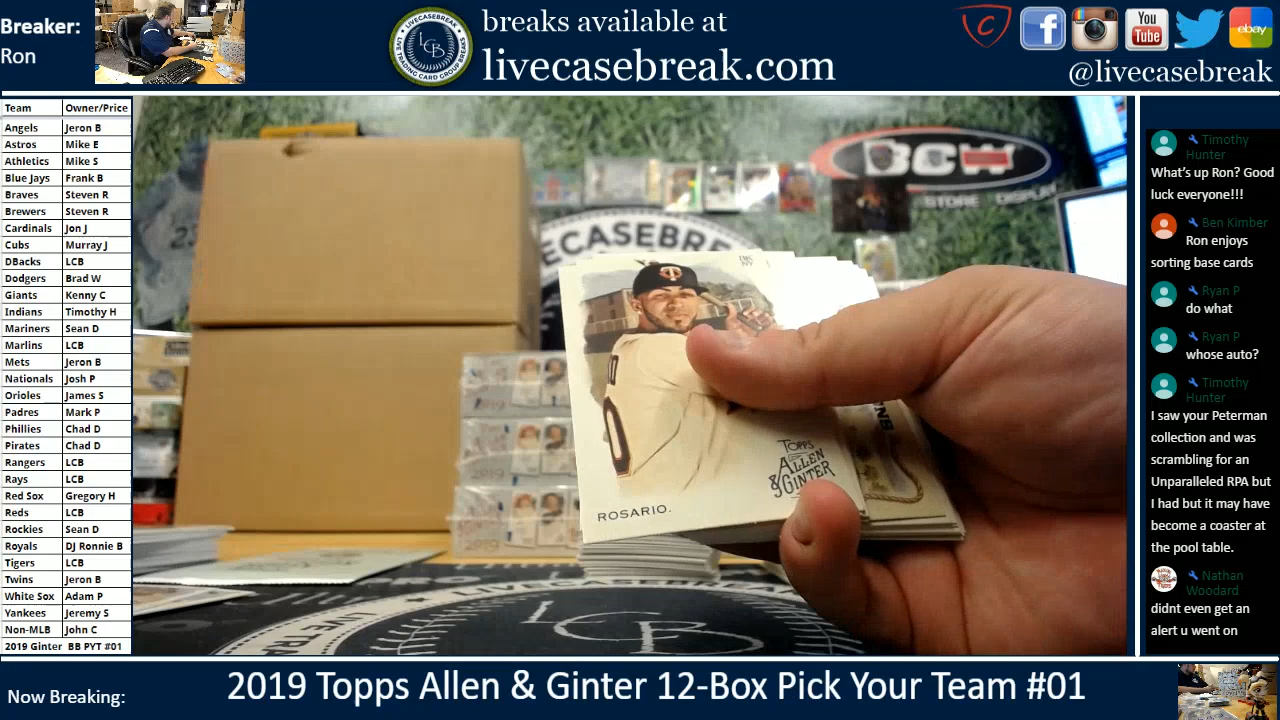 Breaker:
Ron
breaks available at
livecasebreak.com
LCB
You
Tube
ebay
@livecasebreak
Team Owner/Price
Angels Jeron B
Astros Mike E
Athletics Mike S
Blue Jays Frank B
Braves Steven R
Brewers Steven R
Cardinals Jon J
Cubs Murray J
DBacks LCB
Dodgers Brad W
Giants Kenny C
Indians Timothy H
Mariners Sean D
Marlins LCB
Mets Jeron B
Nationals Josh P
Orioles James S
Padres Mark P
Phillies Chad D
Pirates Chad D
Rangers LCB
Rays LCB
Red Sox Gregory H
Reds LCB
Rockies Sean D
Royals DJ Ronnie B
Tigers LCB
Twins Jeron B
White Sox Adam P
Yankees Jeremy S
Non-MLB John C
2019 Ginter BB PYT #01
BCW
STORE DISPLAY
ECASEBRE
TOPPS
ALLEN
& GINTER
ROSARIO.
LCB
Timothy
Hunter
What's up Ron? Good
luck everyone!!!
Ben Kimber
Ron enjoys
sorting base cards
Ryan P
do what
Ryan P
whose auto?
Timothy
Hunter
I saw your Peterman
collection and was
scrambling for an
Unparalleled RPA but
I had but it may have
become a coaster at
the pool table.
Nathan
Woodard
didnt even get an
alert u went on
Now Breaking:
2019 Topps Allen & Ginter 12-Box Pick Your Team #01